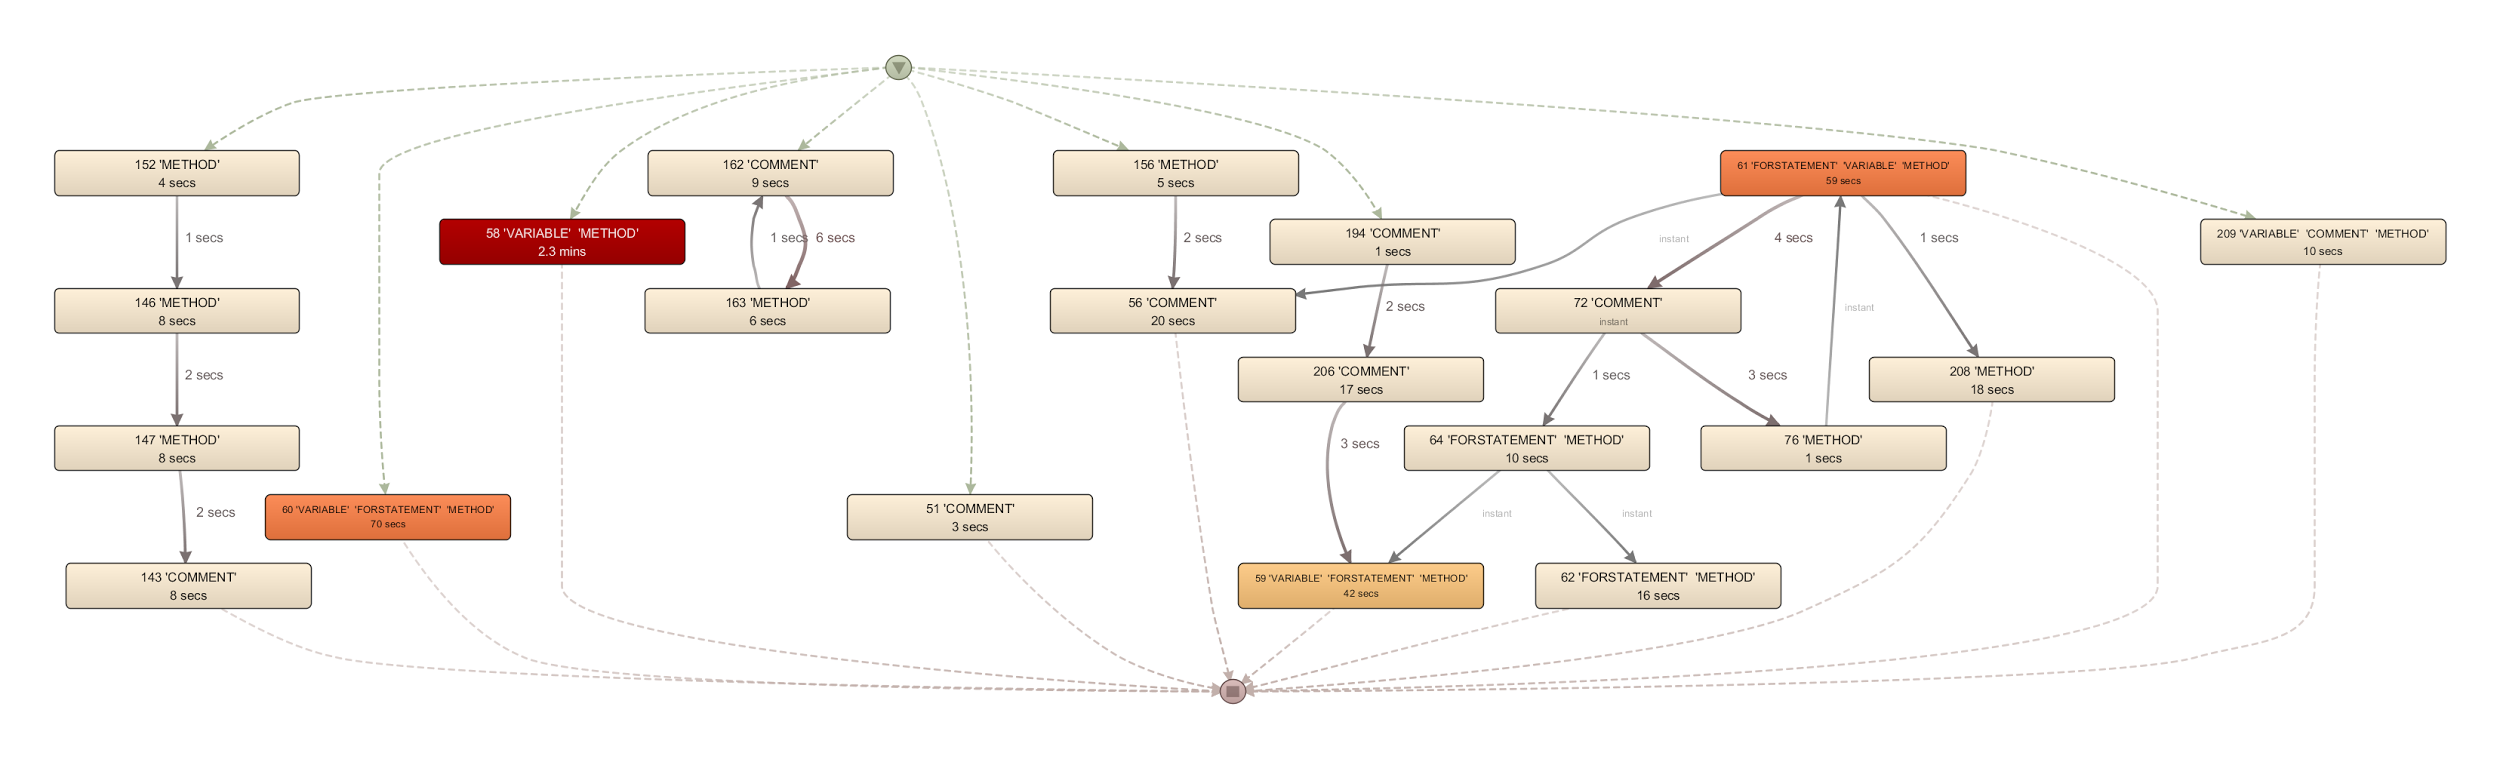 152 'METHOD'
4 secs
162 'COMMENT'
9 secs
156 'METHOD'
5 secs
61 'FORSTATEMENT' 'VARIABLE' 'METHOD'
59 secs
58 'VARIABLE' 'METHOD'
2.3 mins
194 'COMMENT'
1 secs
209 'VARIABLE' 'COMMENT' 'METHOD'
10 secs
1 secs
1 secs
6 secs
2 secs
instant
4 secs
1 secs
146 'METHOD'
8 secs
163 'METHOD'
6 secs
56 'COMMENT'
20 secs
72 'COMMENT'
instant
2 secs
instant
206 'COMMENT'
17 secs
208 'METHOD'
18 secs
2 secs
1 secs
3 secs
147 'METHOD'
8 secs
64 'FORSTATEMENT' 'METHOD'
10 secs
76 'METHOD'
1 secs
3 secs
60 'VARIABLE' 'FORSTATEMENT' 'METHOD'
70 secs
51 'COMMENT'
3 secs
2 secs
instant
instant
143 'COMMENT'
8 secs
59 'VARIABLE' 'FORSTATEMENT' 'METHOD'
42 secs
62 'FORSTATEMENT' 'METHOD'
16 secs